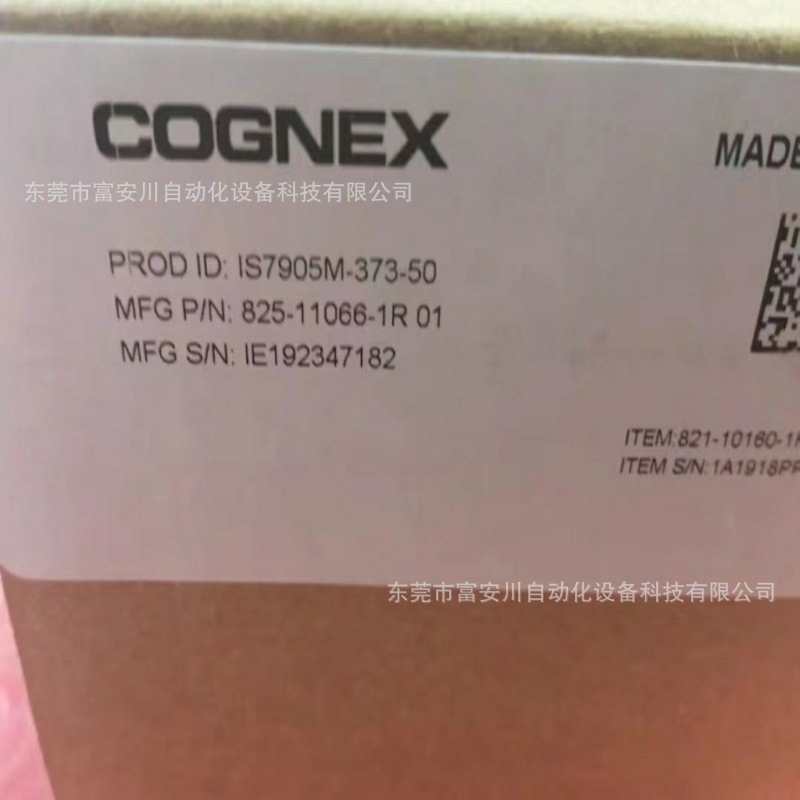 COGNEX
MADE
东莞市富安川自动化设备科技有限公司
PROD ID: IS7905M-373-50
MFG P/N: 825-11066-1R 01
MFG S/N: IE192347182
ITEM:821-10160-1R
ITEM S/N:1A1918PP
东莞市富安川自动化设备科技有限公司